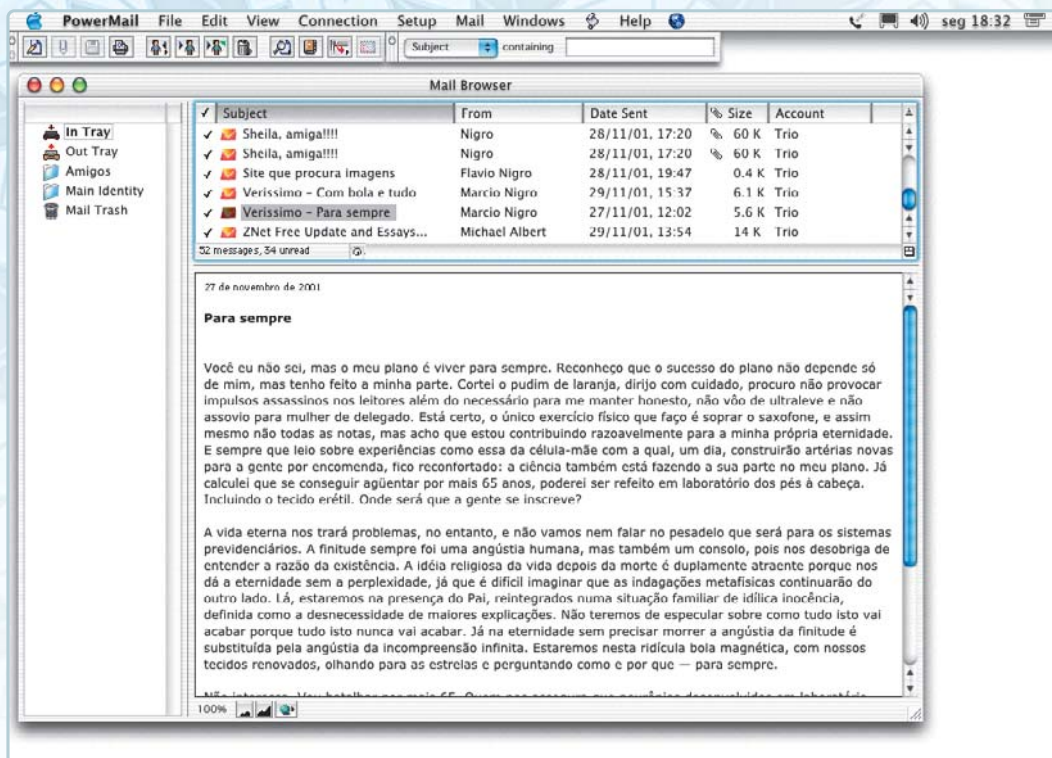 PowerMail File Edit View Connection Setup Mail Windows Help seg 18:32
Subject containing
Mail Browser
In Tray
Out Tray
Amigos
Main Identity
Mail Trash
✓ Subject From Date Sent Size Account
✓ Sheila, amiga!!!! Nigro 28/11/01, 17:20 60 K Trio
✓ Sheila, amiga!!!! Nigro 28/11/01, 17:20 60 K Trio
✓ Site que procura imagens Flavio Nigro 28/11/01, 19:47 0.4 K Trio
✓ Verissimo - Com bola e tudo Marcio Nigro 29/11/01, 15:37 6.1 K Trio
✓ Verissimo - Para sempre Marcio Nigro 27/11/01, 12:02 5.6 K Trio
✓ ZNet Free Update and Essays... Michael Albert 29/11/01, 13:54 14 K Trio
52 messages, 34 unread
27 de novembro de 2001
Para sempre
Você eu não sei, mas o meu plano é viver para sempre. Reconheço que o sucesso do plano não depende só
de mim, mas tenho feito a minha parte. Cortei o pudim de laranja, dirijo com cuidado, procuro não provocar
impulsos assassinos nos leitores além do necessário para me manter honesto, não vôo de ultraleve e não
assovio para mulher de delegado. Está certo, o único exercício físico que faço é soprar o saxofone, e assim
mesmo não todas as notas, mas acho que estou contribuindo razoavelmente para a minha própria eternidade.
E sempre que leio sobre experiências como essa da célula-mãe com a qual, um dia, construirão artérias novas
para a gente por encomenda, fico reconfortado: a ciência também está fazendo a sua parte no meu plano. Já
calculei que se conseguir agüentar por mais 65 anos, poderei ser refeito em laboratório dos pés à cabeça.
Incluindo o tecido erétil. Onde será que a gente se inscreve?
A vida eterna nos trará problemas, no entanto, e não vamos nem falar no pesadelo que será para os sistemas
previdenciários. A finitude sempre foi uma angústia humana, mas também um consolo, pois nos desobriga de
entender a razão da existência. A idéia religiosa da vida depois da morte é duplamente atraente porque nos
dá a eternidade sem a perplexidade, já que é difícil imaginar que as indagações metafísicas continuarão do
outro lado. Lá, estaremos na presença do Pai, reintegrados numa situação familiar de idílica inocência,
definida como a desnecessidade de maiores explicações. Não teremos de especular sobre como tudo isto vai
acabar porque tudo isto nunca vai acabar. Já na eternidade sem precisar morrer a angústia da finitude é
substituída pela angústia da incompreensão infinita. Estaremos nesta ridícula bola magnética, com nossos
tecidos renovados, olhando para as estrelas e perguntando como e por que — para sempre.
100%